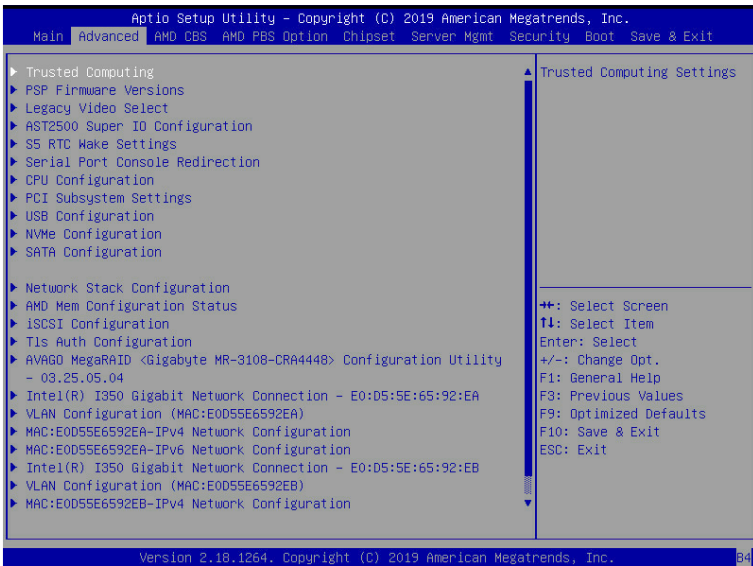 Aptio Setup Utility – Copyright (C) 2019 American Megatrends, Inc.
Main Advanced AMD CBS AMD PBS Option Chipset Server Mgmt Security Boot Save & Exit
Trusted Computing
PSP Firmware Versions
Legacy Video Select
AST2500 Super IO Configuration
S5 RTC Wake Settings
Serial Port Console Redirection
CPU Configuration
PCI Subsystem Settings
USB Configuration
NVMe Configuration
SATA Configuration
Network Stack Configuration
AMD Mem Configuration Status
iSCSI Configuration
Tls Auth Configuration
AVAGO MegaRAID <Gigabyte MR-3108-CRA4448> Configuration Utility
– 03.25.05.04
Intel(R) I350 Gigabit Network Connection – E0:D5:5E:65:92:EA
VLAN Configuration (MAC:E0D55E6592EA)
MAC:E0D55E6592EA-IPv4 Network Configuration
MAC:E0D55E6592EA-IPv6 Network Configuration
Intel(R) I350 Gigabit Network Connection – E0:D5:5E:65:92:EB
VLAN Configuration (MAC:E0D55E6592EB)
MAC:E0D55E6592EB-IPv4 Network Configuration
Trusted Computing Settings
→←: Select Screen
↑↓: Select Item
Enter: Select
+/-: Change Opt.
F1: General Help
F3: Previous Values
F9: Optimized Defaults
F10: Save & Exit
ESC: Exit
Version 2.18.1264. Copyright (C) 2019 American Megatrends, Inc.
B4